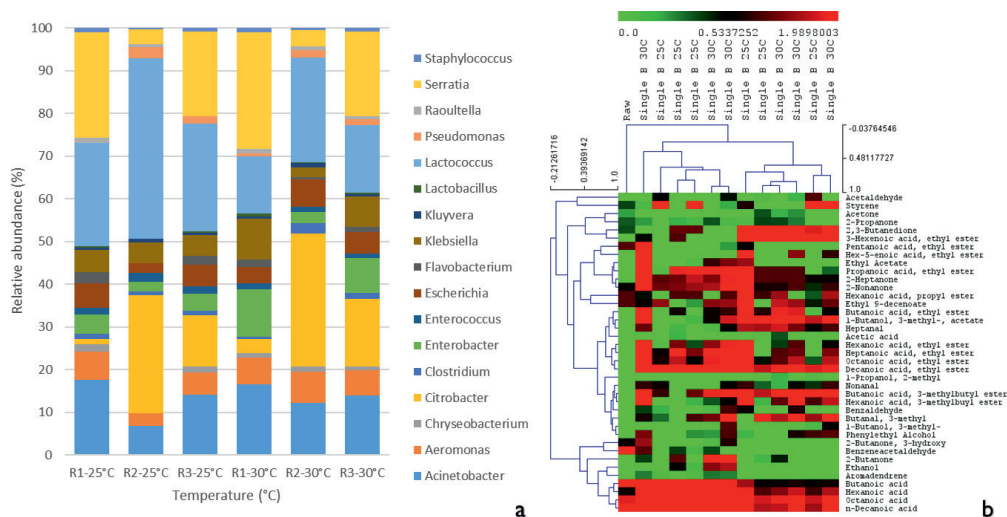 100
90
80
70
60
50
40
30
20
10
0
Relative abundance (%)
R1-25°C
R2-25°C
R3-25°C
R1-30°C
R2-30°C
R3-30°C
Temperature (°C)
Staphylococcus
Serratia
Raoultella
Pseudomonas
Lactococcus
Lactobacillus
Kluyvera
Klebsiella
Flavobacterium
Escherichia
Enterococcus
Enterobacter
Clostridium
Citrobacter
Chryseobacterium
Aeromonas
Acinetobacter
a
0.0
0.5337252
1.9898003
Raw
Single B 30C
Single B 25C
Single B 25C
Single B 25C
Single B 30C
Single B 30C
Single B 25C
Single B 25C
Single B 30C
Single B 30C
Single B 25C
Single B 30C
-0.03764546
0.48117727
1.0
-0.21261716
0.39369142
1.0
Acetaldehyde
Styrene
Acetone
2-Propanone
2,3-Butanedione
3-Hexenoic acid, ethyl ester
Pentanoic acid, ethyl ester
Hex-5-enoic acid, ethyl ester
Ethyl Acetate
Propanoic acid, ethyl ester
2-Heptanone
2-Nonanone
Hexanoic acid, propyl ester
Ethyl 9-decenoate
Butanoic acid, ethyl ester
1-Butanol, 3-methyl-, acetate
Heptanal
Acetic acid
Hexanoic acid, ethyl ester
Heptanoic acid, ethyl ester
Octanoic acid, ethyl ester
Decanoic acid, ethyl ester
1-Propanol, 2-methyl
Nonanal
Butanoic acid, 3-methylbutyl ester
Hexanoic acid, 3-methylbuyl ester
Benzaldehyde
Butanal, 3-methyl
1-Butanol, 3-methyl-
Phenylethyl Alcohol
2-Butanone, 3-hydroxy
Benzeneacetaldehyde
2-Butanone
Ethanol
Aromadendrene
Butanoic acid
Hexanoic acid
Octanoic acid
n-Decanoic acid
b